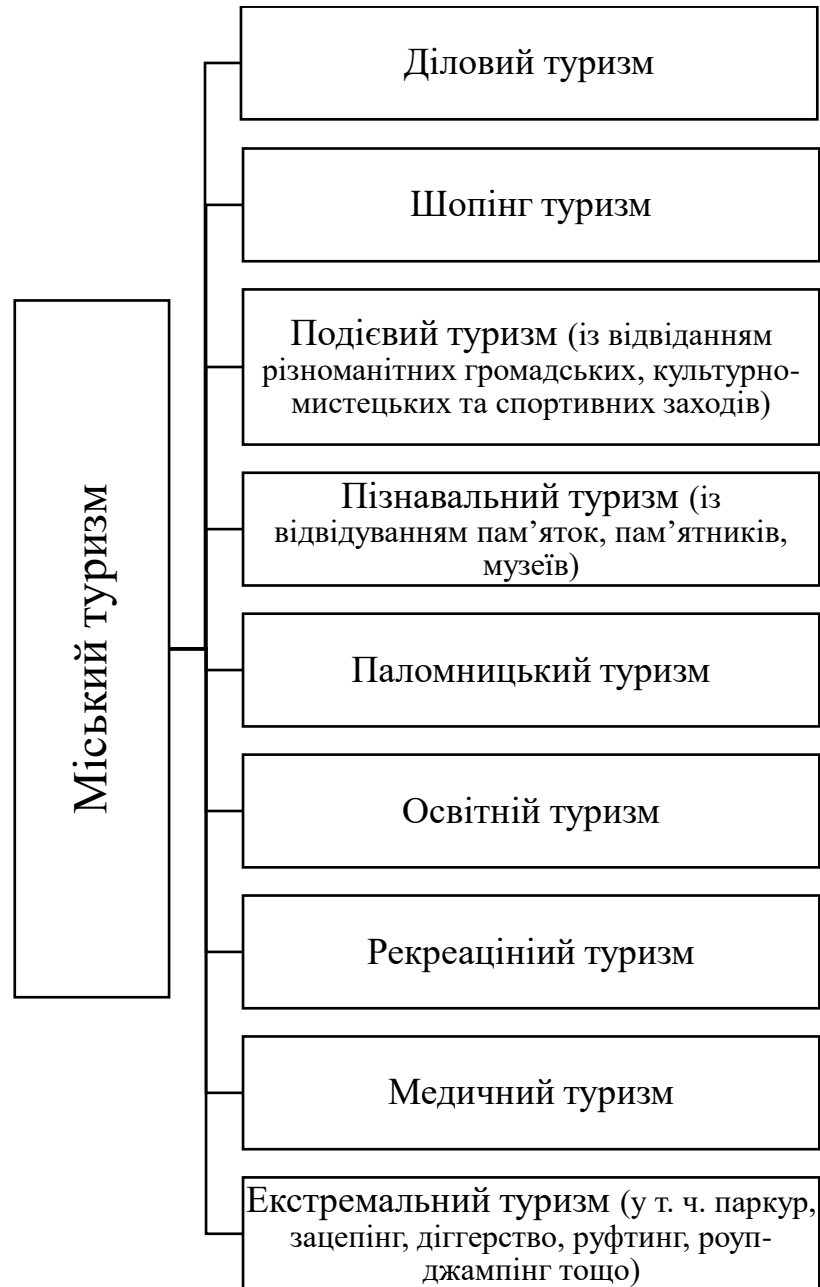 Міський туризм
Діловий туризм
Шопінг туризм
Подієвий туризм (із відвіданням
різноманітних громадських, культурно-
мистецьких та спортивних заходів)
Пізнавальний туризм (із
відвідуванням пам’яток, пам’ятників,
музеїв)
Паломницький туризм
Освітній туризм
Рекреацініий туризм
Медичний туризм
Екстремальний туризм (у т. ч. паркур,
зацепінг, діггерство, руфтинг, роуп-
джампінг тощо)